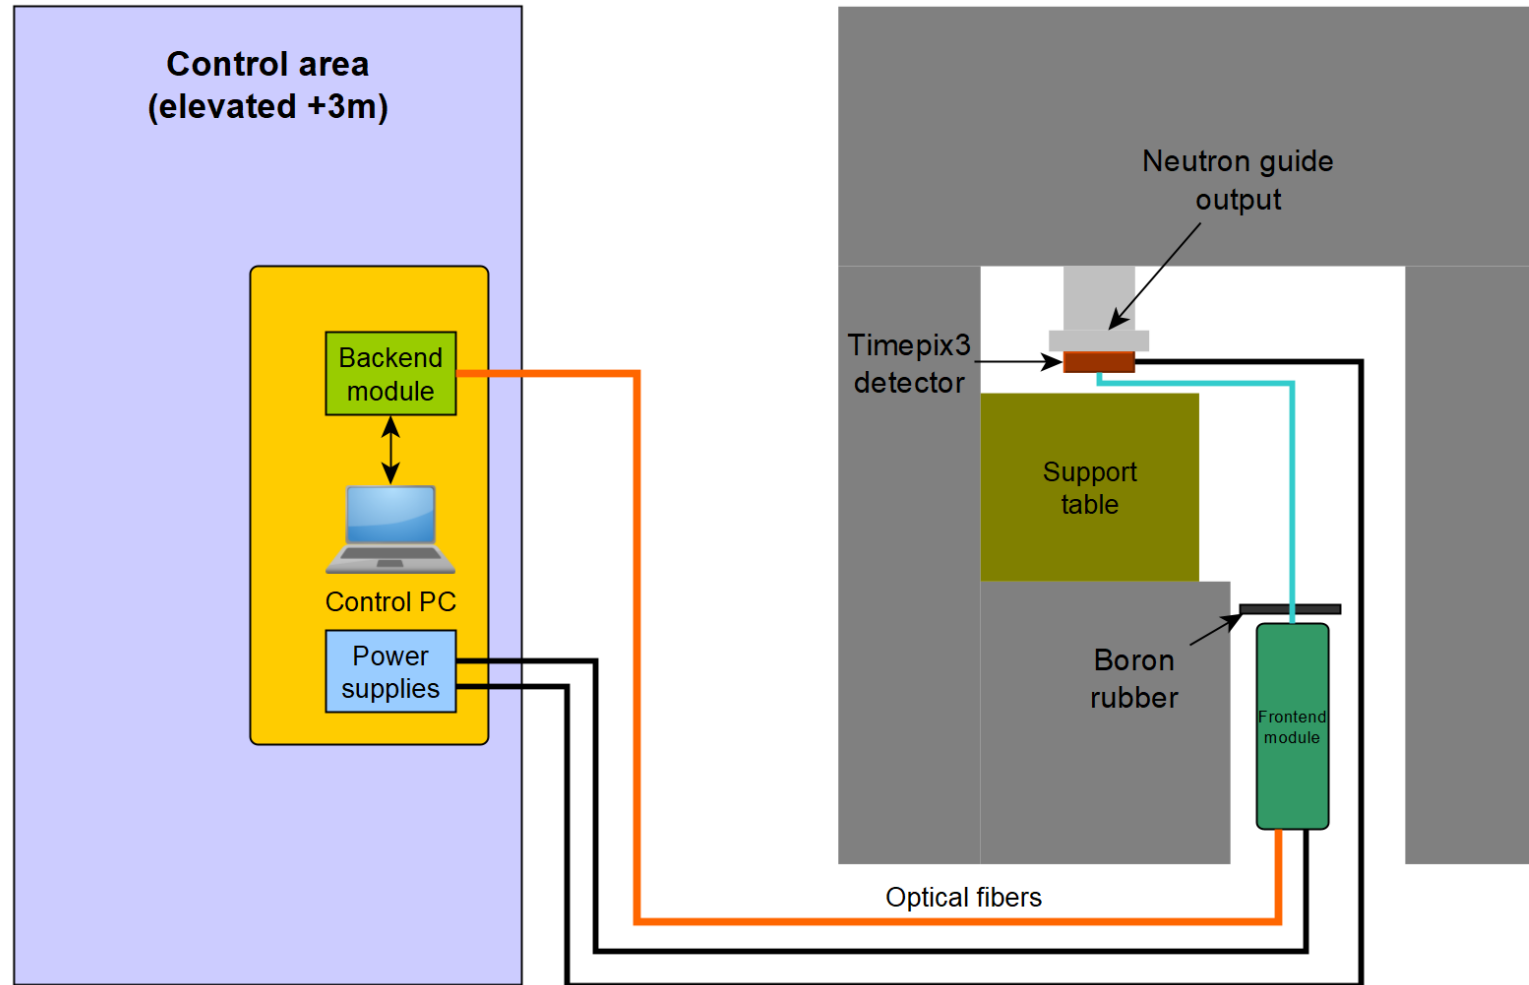 Control area
(elevated +3m)
Backend
module
Control PC
Power
supplies
Neutron guide
output
Timepix3
detector
Support
table
Boron
rubber
Frontend
module
Optical fibers